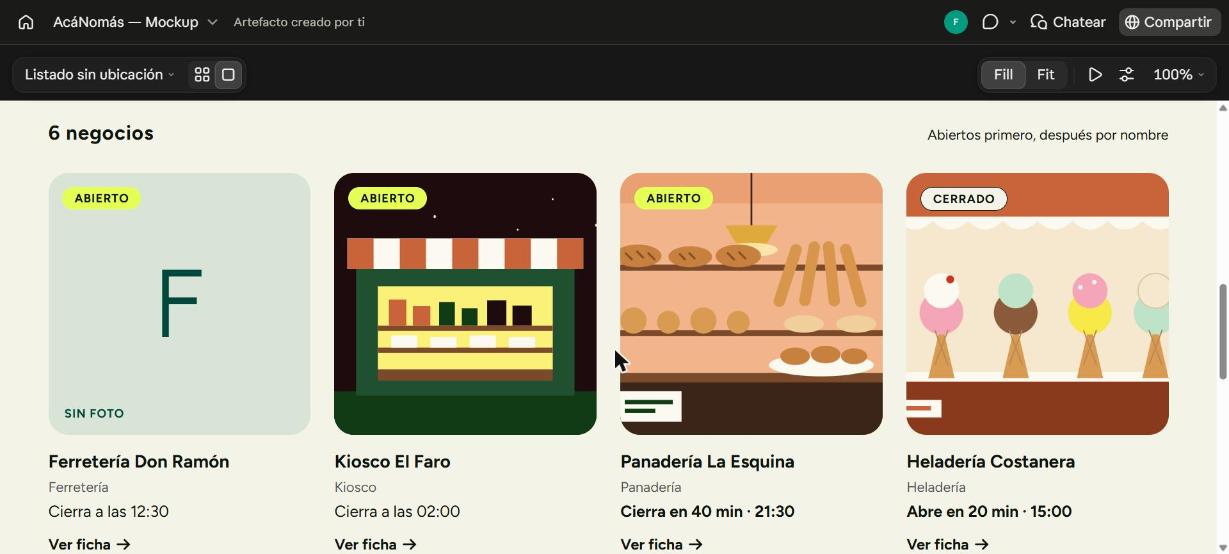 AcáNomás — Mockup
Artefacto creado por ti
F
Chatear
Compartir
Listado sin ubicación
Fill
Fit
100%
6 negocios
Abiertos primero, después por nombre
ABIERTO
ABIERTO
ABIERTO
CERRADO
F
SIN FOTO
Ferretería Don Ramón
Kiosco El Faro
Panadería La Esquina
Heladería Costanera
Ferretería
Kiosco
Panadería
Heladería
Cierra a las 12:30
Cierra a las 02:00
Cierra en 40 min · 21:30
Abre en 20 min · 15:00
Ver ficha →
Ver ficha →
Ver ficha →
Ver ficha →